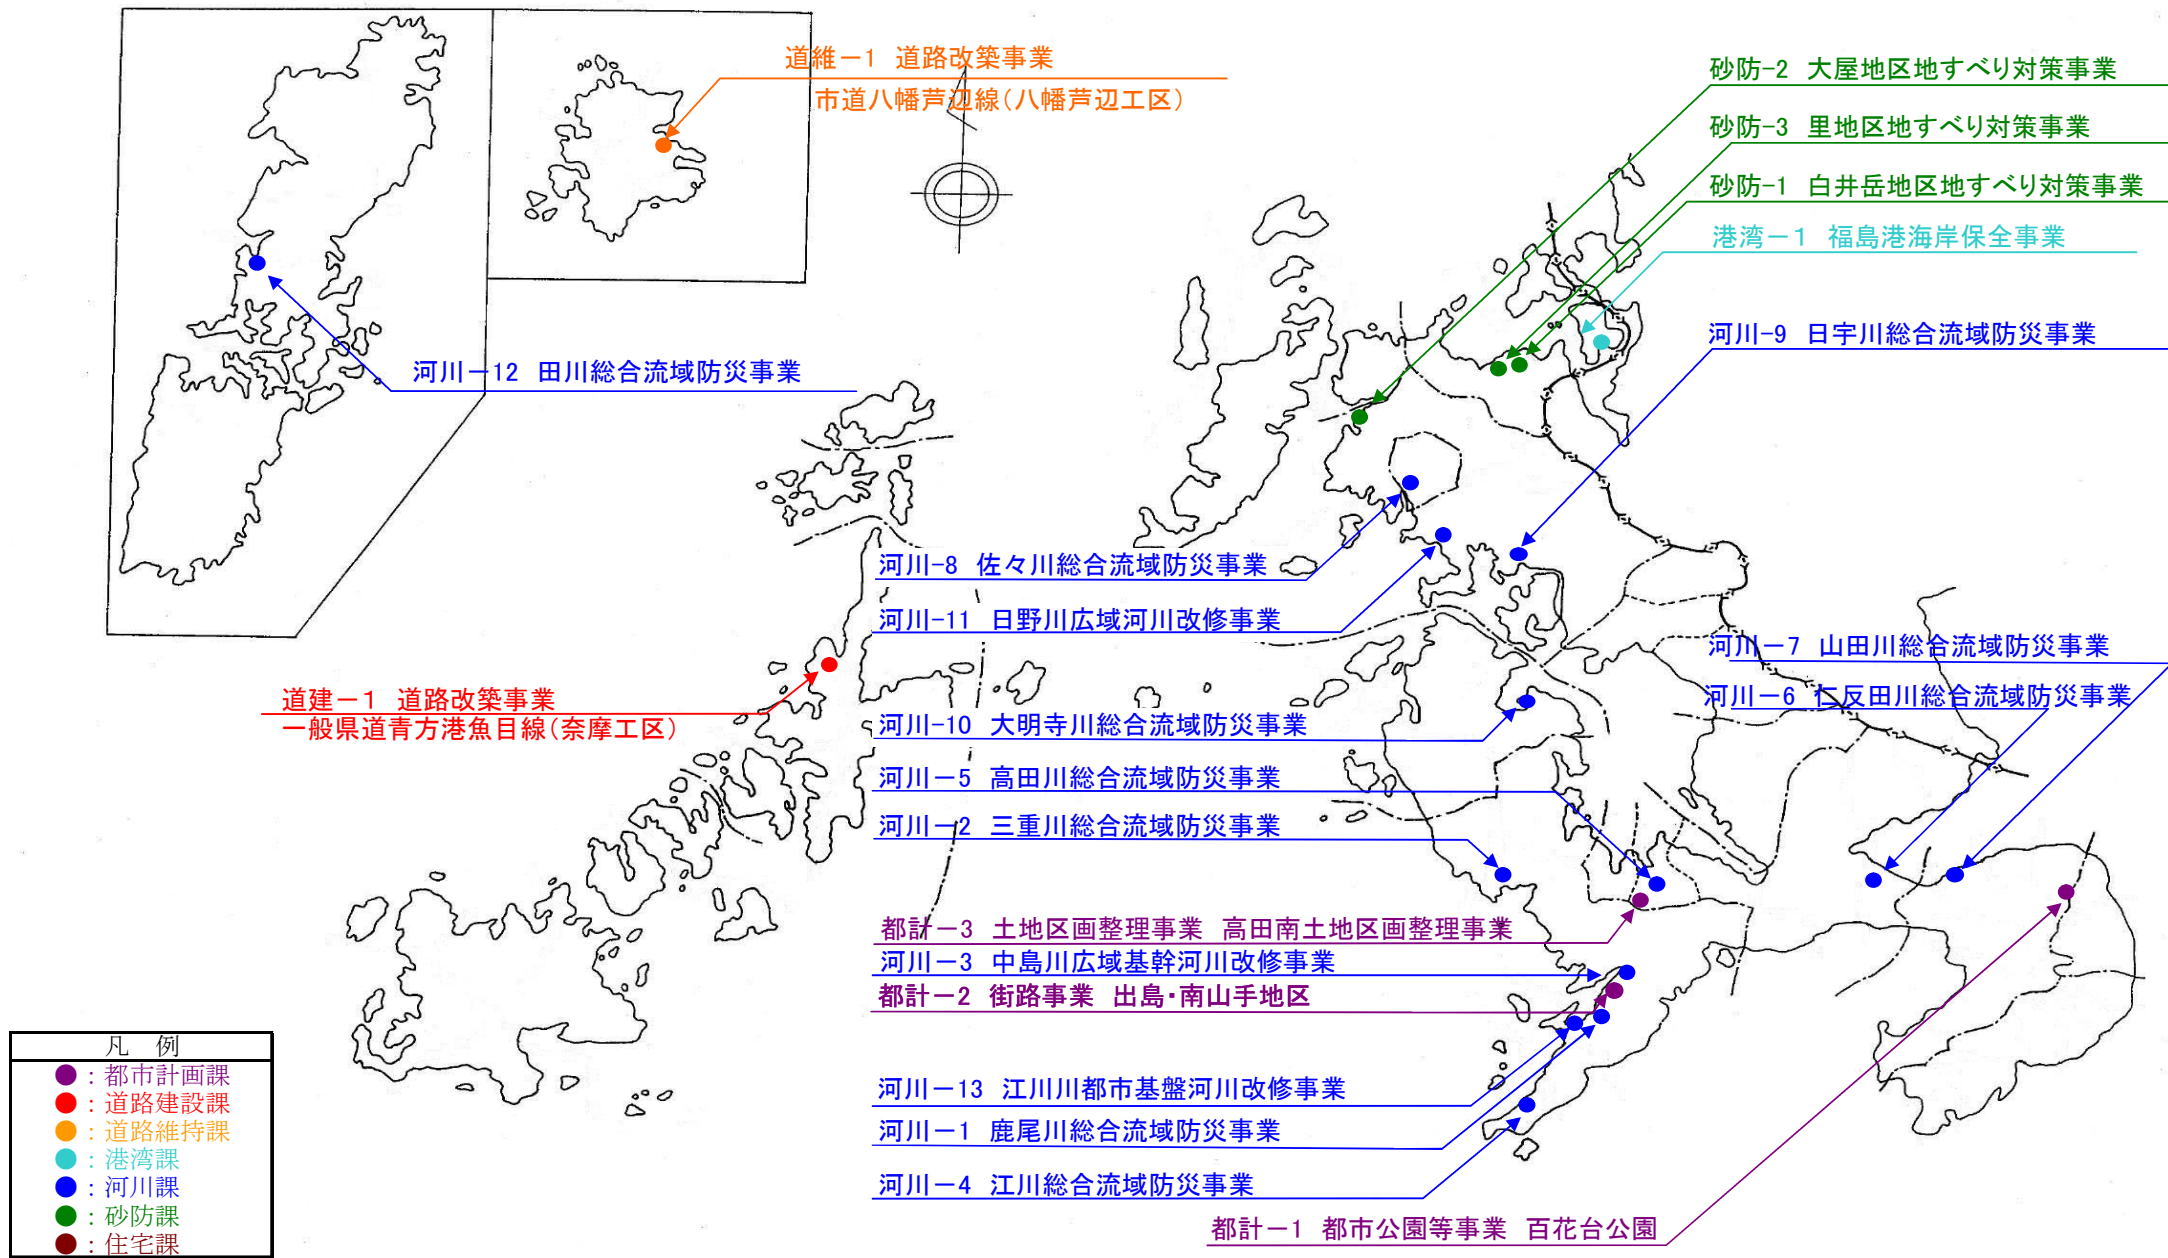 道維－1 道路改築事業
市道八幡芦辺線(八幡芦辺工区)
砂防-2 大屋地区地すべり対策事業
砂防-3 里地区地すべり対策事業
砂防-1 白井岳地区地すべり対策事業
港湾－1 福島港海岸保全事業
河川-9 日宇川総合流域防災事業
河川－12 田川総合流域防災事業
河川-8 佐々川総合流域防災事業
河川-11 日野川広域河川改修事業
河川－7 山田川総合流域防災事業
河川－6 仁反田川総合流域防災事業
道建－1 道路改築事業
一般県道青方港魚目線(奈摩工区)
河川-10 大明寺川総合流域防災事業
河川－5 高田川総合流域防災事業
河川－2 三重川総合流域防災事業
都計－3 土地区画整理事業 高田南土地区画整理事業
河川－3 中島川広域基幹河川改修事業
都計－2 街路事業 出島・南山手地区
河川－13 江川川都市基盤河川改修事業
河川－1 鹿尾川総合流域防災事業
河川－4 江川総合流域防災事業
都計－1 都市公園等事業 百花台公園
凡 例
：都市計画課
：道路建設課
：道路維持課
：港湾課
：河川課
：砂防課
：住宅課